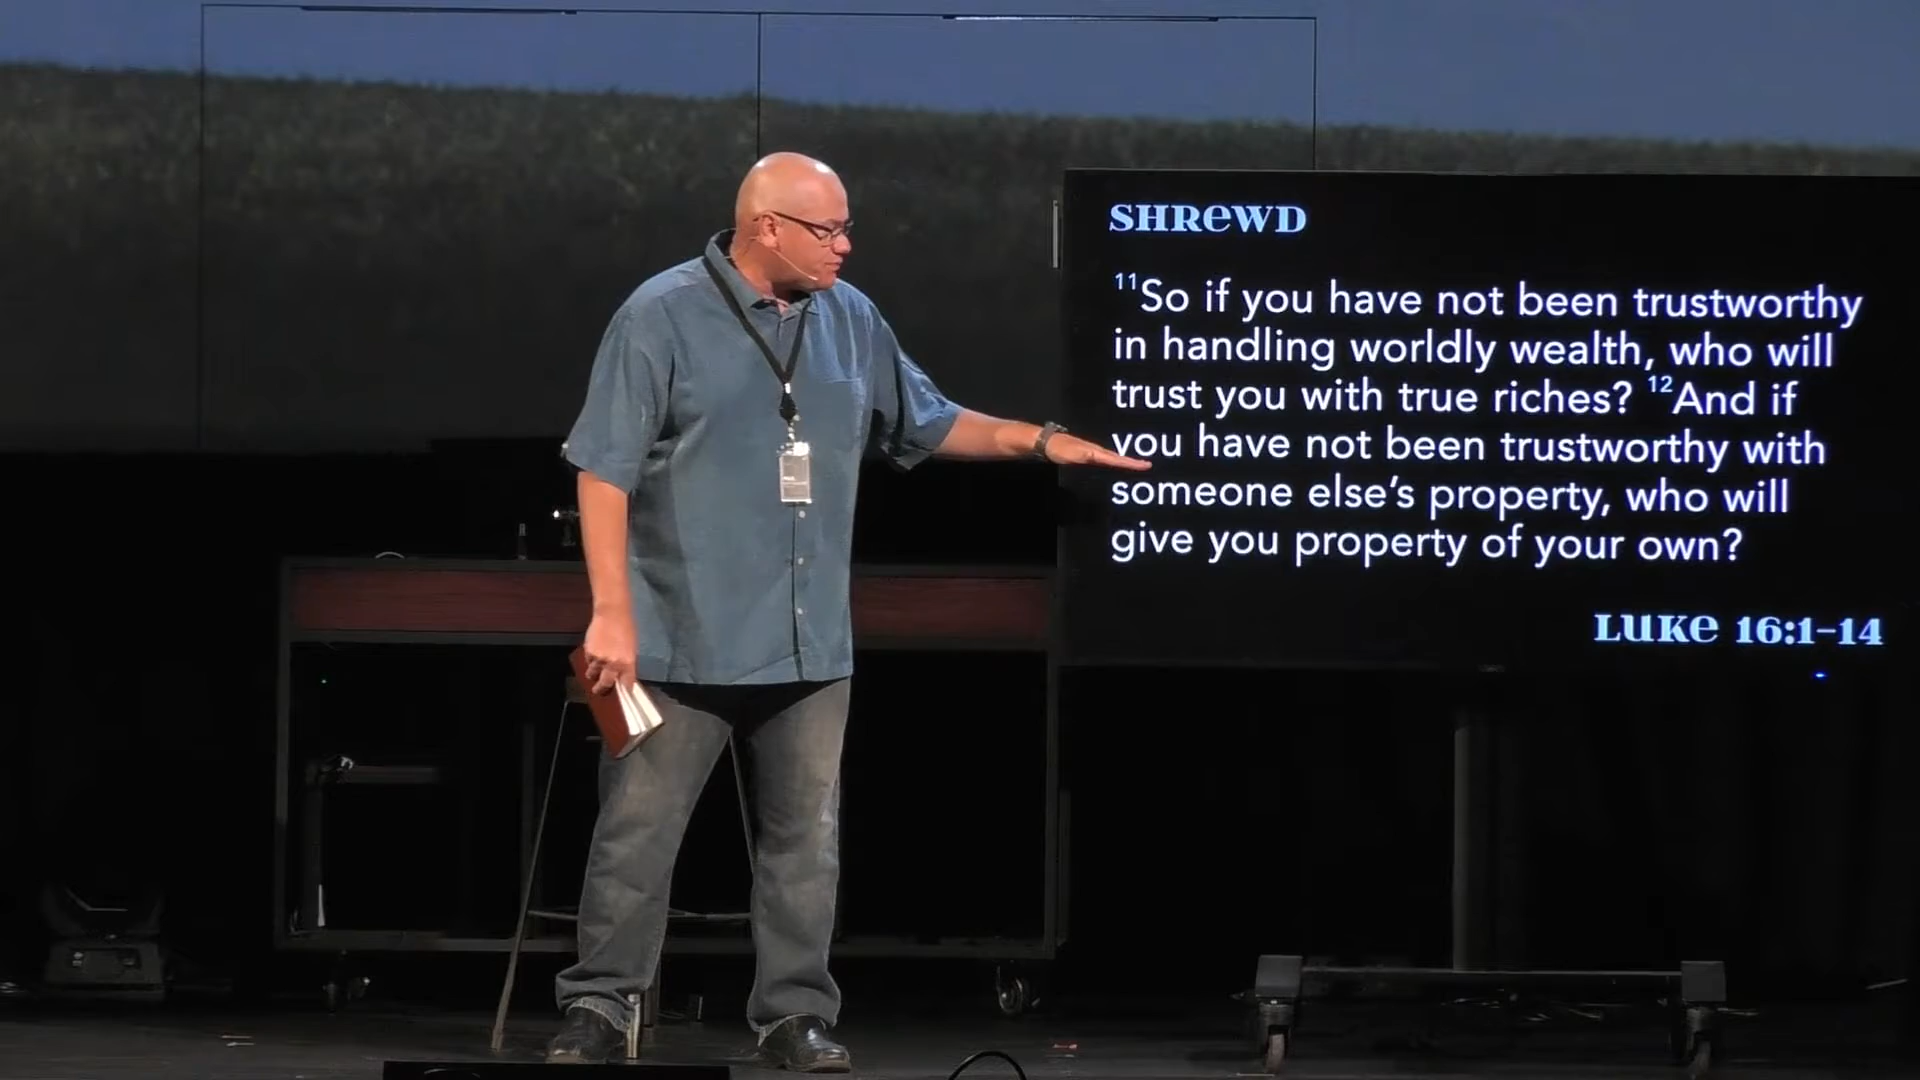 SHREWD
¹¹So if you have not been trustworthy
in handling worldly wealth, who will
trust you with true riches? ¹²And if
you have not been trustworthy with
someone else’s property, who will
give you property of your own?
LUKE 16:1-14